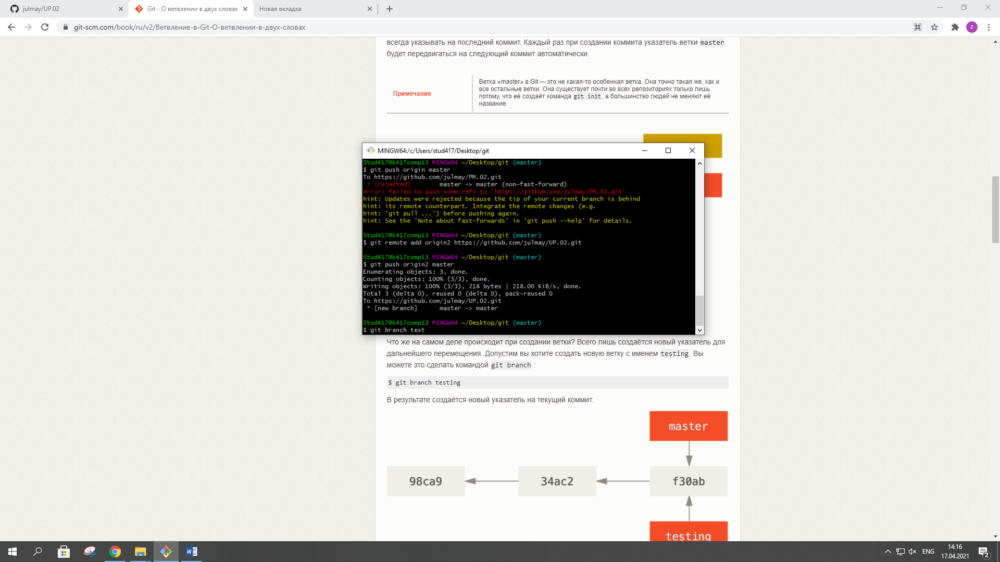 julmay/UP.02
Git - О ветвлении в двух словах
Новая вкладка
git-scm.com/book/ru/v2/Ветвление-в-Git-О-ветвлении-в-двух-словах
z
всегда указывать на последний коммит. Каждый раз при создании коммита указатель ветки master
будет передвигаться на следующий коммит автоматически.
Примечание
Ветка «master» в Git — это не какая-то особенная ветка. Она точно такая же, как и
все остальные ветки. Она существует почти во всех репозиториях только лишь
потому, что её создаёт команда git init, а большинство людей не меняют её
название.
MINGW64:/c/Users/stud417/Desktop/git
Stud417@k417comp13 MINGW64 ~/Desktop/git (master)
$ git push origin master
To https://github.com/julmay/PM.02.git
! [rejected] master -> master (non-fast-forward)
error: failed to push some refs to 'https://github.com/julmay/PM.02.git'
hint: Updates were rejected because the tip of your current branch is behind
hint: its remote counterpart. Integrate the remote changes (e.g.
hint: 'git pull ...') before pushing again.
hint: See the 'Note about fast-forwards' in 'git push --help' for details.
Stud417@k417comp13 MINGW64 ~/Desktop/git (master)
$ git remote add origin2 https://github.com/julmay/UP.02.git
Stud417@k417comp13 MINGW64 ~/Desktop/git (master)
$ git push origin2 master
Enumerating objects: 3, done.
Counting objects: 100% (3/3), done.
Writing objects: 100% (3/3), 218 bytes | 218.00 KiB/s, done.
Total 3 (delta 0), reused 0 (delta 0), pack-reused 0
To https://github.com/julmay/UP.02.git
* [new branch] master -> master
Stud417@k417comp13 MINGW64 ~/Desktop/git (master)
$ git branch test
Что же на самом деле происходит при создании ветки? Всего лишь создаётся новый указатель для
дальнейшего перемещения. Допустим вы хотите создать новую ветку с именем testing. Вы
можете это сделать командой git branch :
$ git branch testing
В результате создаётся новый указатель на текущий коммит.
master
98ca9
34ac2
f30ab
testing
ENG
14:16
17.04.2021
2